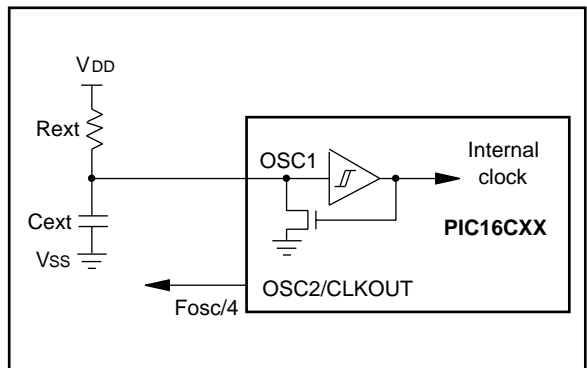 VDD
Rext
OSC1
Internal
clock
Cext
PIC16CXX
VSS
OSC2/CLKOUT
Fosc/4